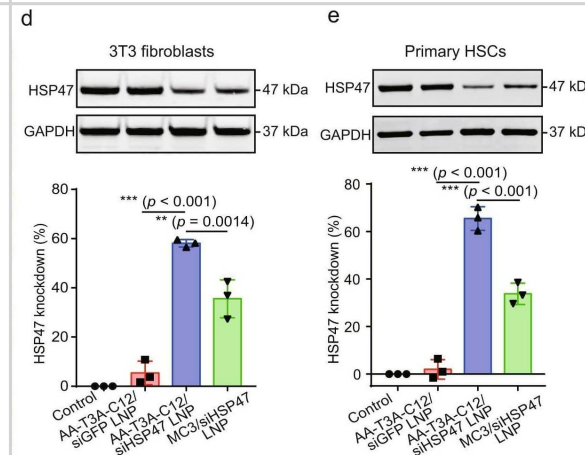 d
3T3 fibroblasts
HSP47
47 kDa
GAPDH
37 kDa
*** (p < 0.001)
** (p = 0.0014)
HSP47 knockdown (%)
80
60
40
20
0
Control
AA-T3A-C12/
siGFP LNP
AA-T3A-C12/
siHSP47 LNP
MC3/siHSP47
LNP
e
Primary HSCs
HSP47
47 kD
GAPDH
37 kD
*** (p < 0.001)
*** (p < 0.001)
HSP47 knockdown (%)
80
60
40
20
0
Control
AA-T3A-C12/
siGFP LNP
AA-T3A-C12/
siHSP47 LNP
MC3/siHSP47
LNP